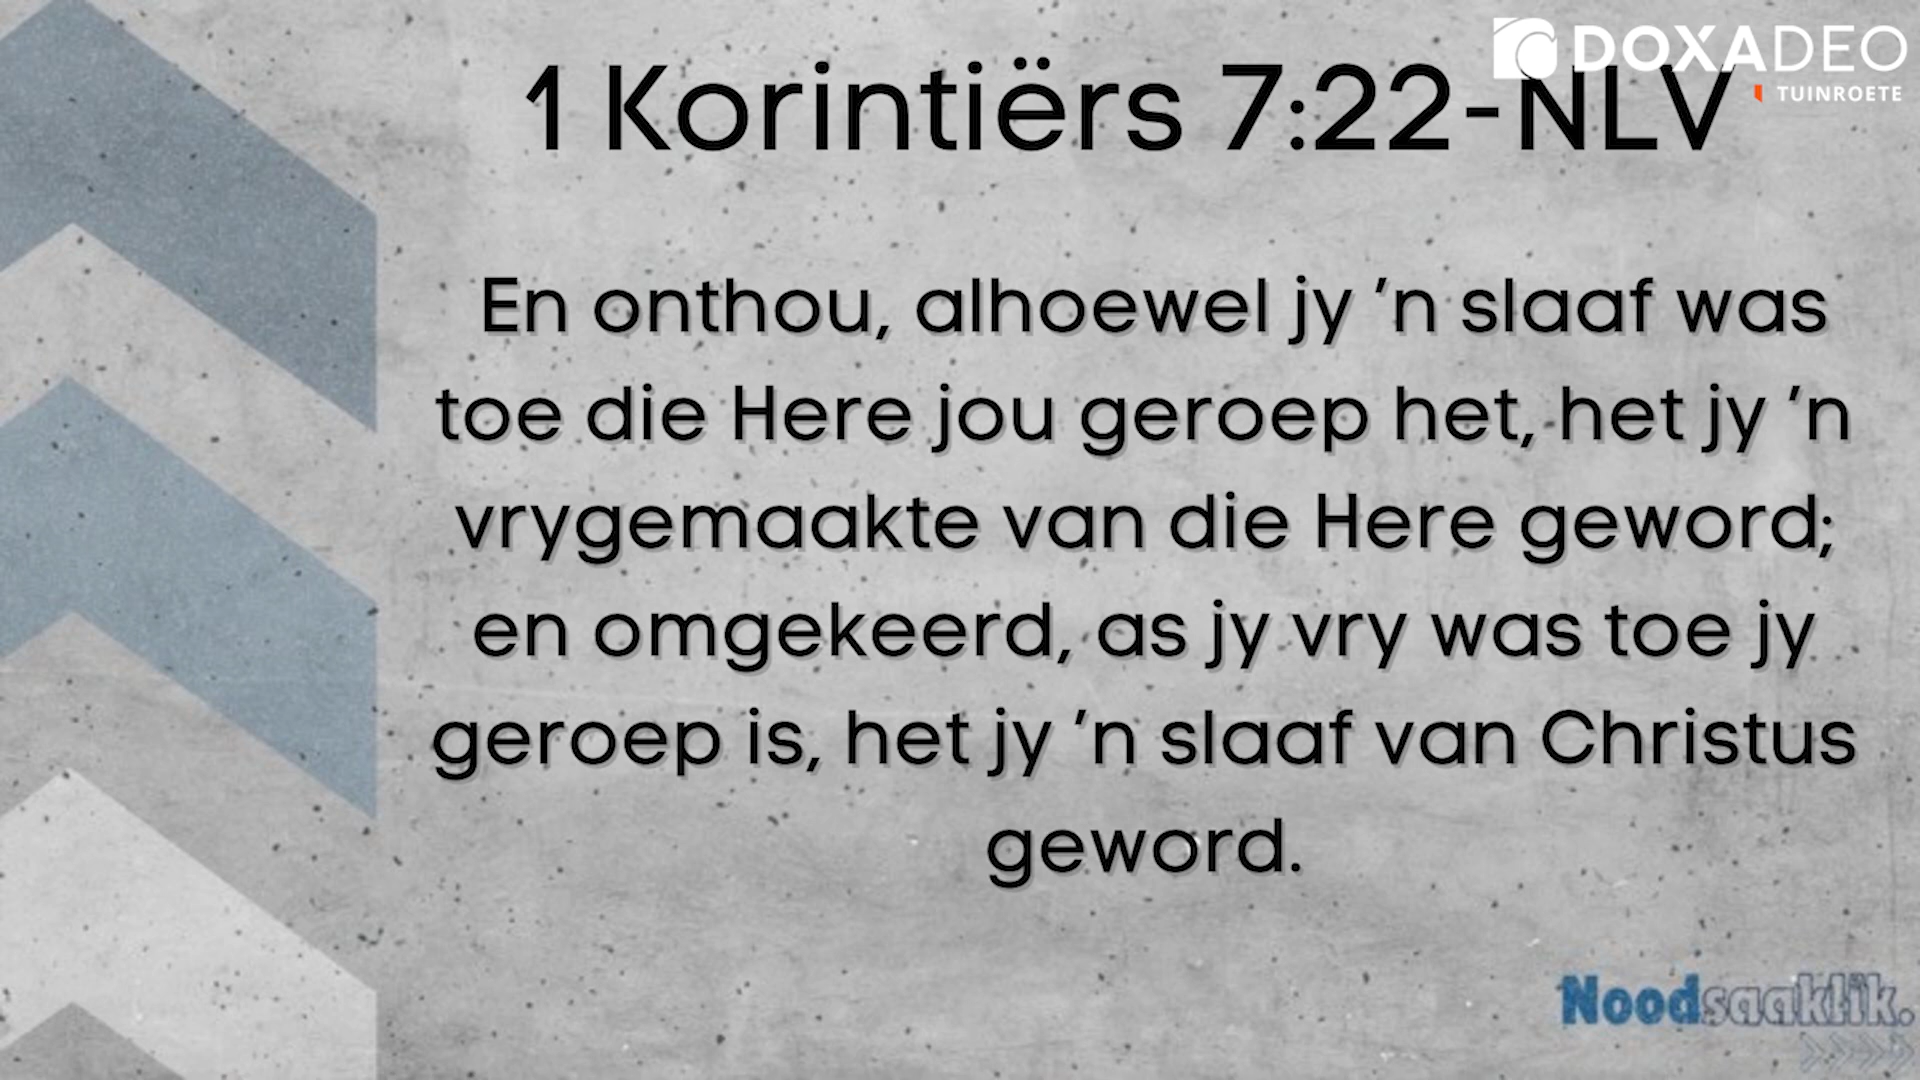 DOXADEO
TUINROETE
1 Korintiërs 7:22-NLV
En onthou, alhoewel jy ’n slaaf was
toe die Here jou geroep het, het jy ’n
vrygemaakte van die Here geword;
en omgekeerd, as jy vry was toe jy
geroep is, het jy ’n slaaf van Christus
geword.
Noodsaaklik.